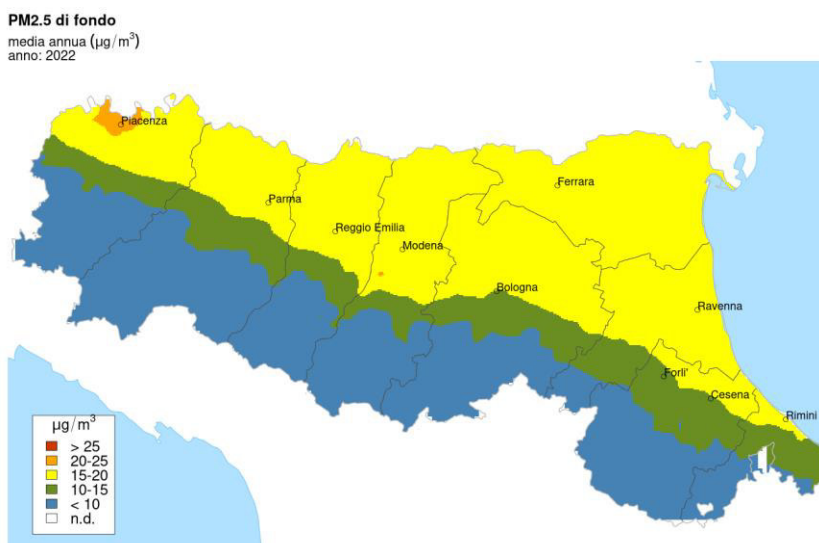 PM2.5 di fondo
media annua (µg/m³)
anno: 2022
Piacenza
Parma
Ferrara
Reggio Emilia
Modena
Bologna
Ravenna
Forli'
Cesena
Rimini
µg/m³
> 25
20-25
15-20
10-15
< 10
n.d.